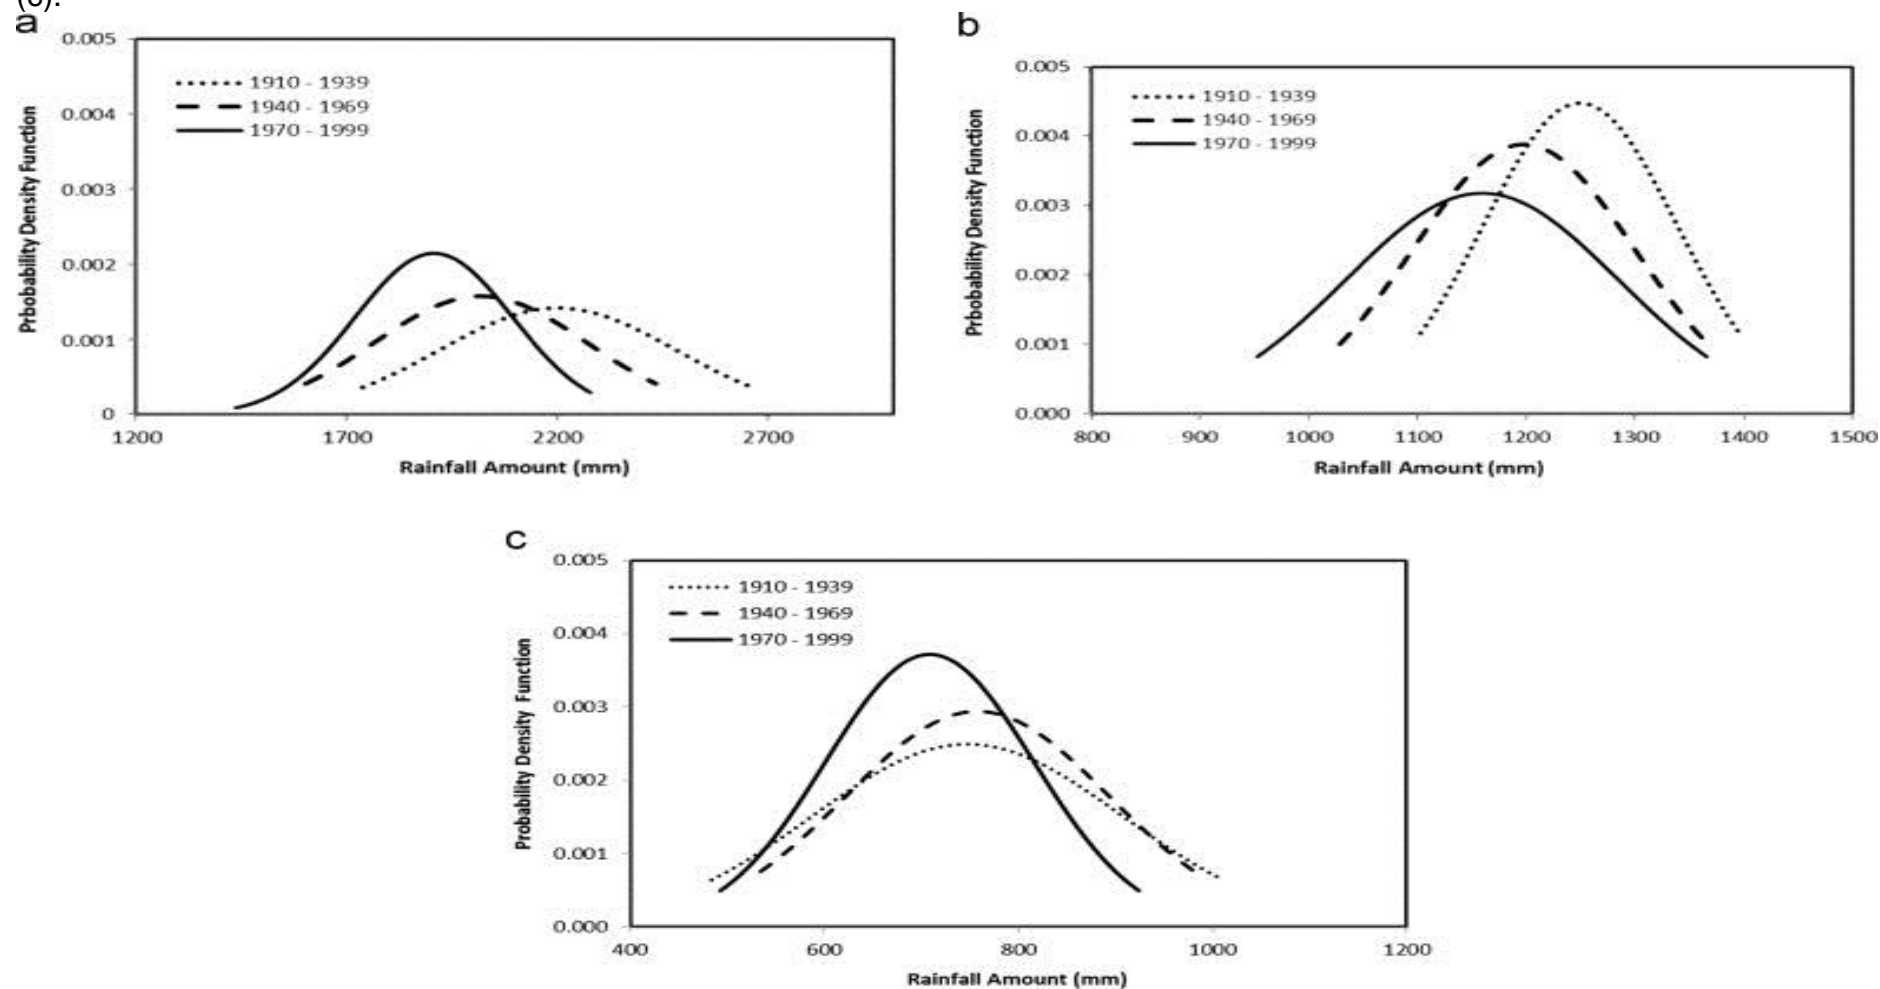 (c).
a
0.005
0.004
0.003
0.002
0.001
0
Prbobability Density Function
1910 - 1939
1940 - 1969
1970 - 1999
1200 1700 2200 2700
Rainfall Amount (mm)
b
0.005
0.004
0.003
0.002
0.001
0.000
Prbobability Density Function
1910 - 1939
1940 - 1969
1970 - 1999
800 900 1000 1100 1200 1300 1400 1500
Rainfall Amount (mm)
c
0.005
0.004
0.003
0.002
0.001
0.000
Probability Density Function
1910 - 1939
1940 - 1969
1970 - 1999
400 600 800 1000 1200
Rainfall Amount (mm)